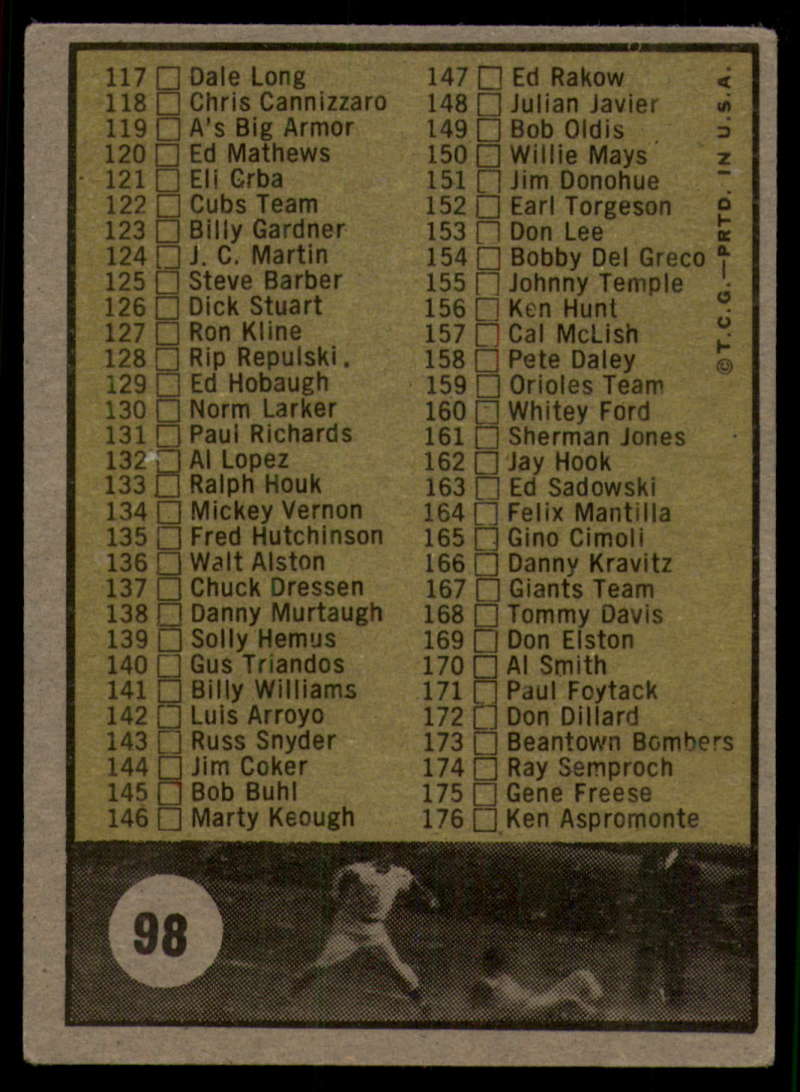 117 Dale Long
118 Chris Cannizzaro
119 A's Big Armor
120 Ed Mathews
121 Eli Grba
122 Cubs Team
123 Billy Gardner
124 J. C. Martin
125 Steve Barber
126 Dick Stuart
127 Ron Kline
128 Rip Repulski.
129 Ed Hobaugh
130 Norm Larker
131 Paul Richards
132 Al Lopez
133 Ralph Houk
134 Mickey Vernon
135 Fred Hutchinson
136 Walt Alston
137 Chuck Dressen
138 Danny Murtaugh
139 Solly Hemus
140 Gus Triandos
141 Billy Williams
142 Luis Arroyo
143 Russ Snyder
144 Jim Coker
145 Bob Buhl
146 Marty Keough
147 Ed Rakow
148 Julian Javier
149 Bob Oldis
150 Willie Mays
151 Jim Donohue
152 Earl Torgeson
153 Don Lee
154 Bobby Del Greco
155 Johnny Temple
156 Ken Hunt
157 Cal McLish
158 Pete Daley
159 Orioles Team
160 Whitey Ford
161 Sherman Jones
162 Jay Hook
163 Ed Sadowski
164 Felix Mantilla
165 Gino Cimoli
166 Danny Kravitz
167 Giants Team
168 Tommy Davis
169 Don Elston
170 Al Smith
171 Paul Foytack
172 Don Dillard
173 Beantown Bombers
174 Ray Semproch
175 Gene Freese
176 Ken Aspromonte
© T.C.G.—PRTD. IN U.S.A.
98